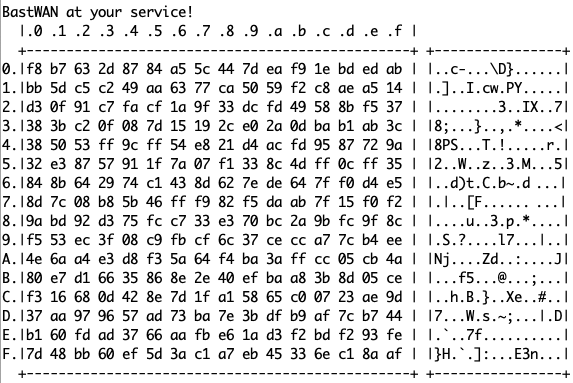 BastWAN at your service!
|.0 .1 .2 .3 .4 .5 .6 .7 .8 .9 .a .b .c .d .e .f |
+------------------------------------------------+ +----------------+
0.|f8 b7 63 2d 87 84 a5 5c 44 7d ea f9 1e bd ed ab | |..c-...\D}......|
1.|bb 5d c5 c2 49 aa 63 77 ca 50 59 f2 c8 ae a5 14 | |.]..I.cw.PY.....|
2.|d3 0f 91 c7 fa cf 1a 9f 33 dc fd 49 58 8b f5 37 | |........3..IX..7|
3.|38 3b c2 0f 08 7d 15 19 2c e0 2a 0d ba b1 ab 3c | |8;...}..,.*....<|
4.|38 50 53 ff 9c ff 54 e8 21 d4 ac fd 95 87 72 9a | |8PS...T.!.....r.|
5.|32 e3 87 57 91 1f 7a 07 f1 33 8c 4d ff 0c ff 35 | |2..W..z..3.M...5|
6.|84 8b 64 29 74 c1 43 8d 62 7e de 64 7f f0 d4 e5 | |..d)t.C.b~.d ...|
7.|8d 7c 08 b8 5b 46 ff f9 82 f5 da ab 7f 15 f0 f2 | |.|..[F...... ...|
8.|9a bd 92 d3 75 fc c7 33 e3 70 bc 2a 9b fc 9f 8c | |....u..3.p.*....|
9.|f5 53 ec 3f 08 c9 fb cf 6c 37 ce cc a7 7c b4 ee | |.S.?....l7...|..|
A.|4e 6a a4 e3 d8 f3 5a 64 f4 ba 3a ff cc 05 cb 4a | |Nj....Zd..:....J|
B.|80 e7 d1 66 35 86 8e 2e 40 ef ba a8 3b 8d 05 ce | |...f5...@...;...|
C.|f3 16 68 0d 42 8e 7d 1f a1 58 65 c0 07 23 ae 9d | |..h.B.}..Xe..#..|
D.|37 aa 97 96 57 ad 73 ba 7e 3b df b9 af 7c b7 44 | |7...W.s.~;...|.D|
E.|b1 60 fd ad 37 66 aa fb e6 1a d3 f2 bd f2 93 fe | |.`..7f..........|
F.|7d 48 bb 60 ef 5d 3a c1 a7 eb 45 33 6e c1 8a af | |}H.`.]:...E3n...|
+------------------------------------------------+ +----------------+